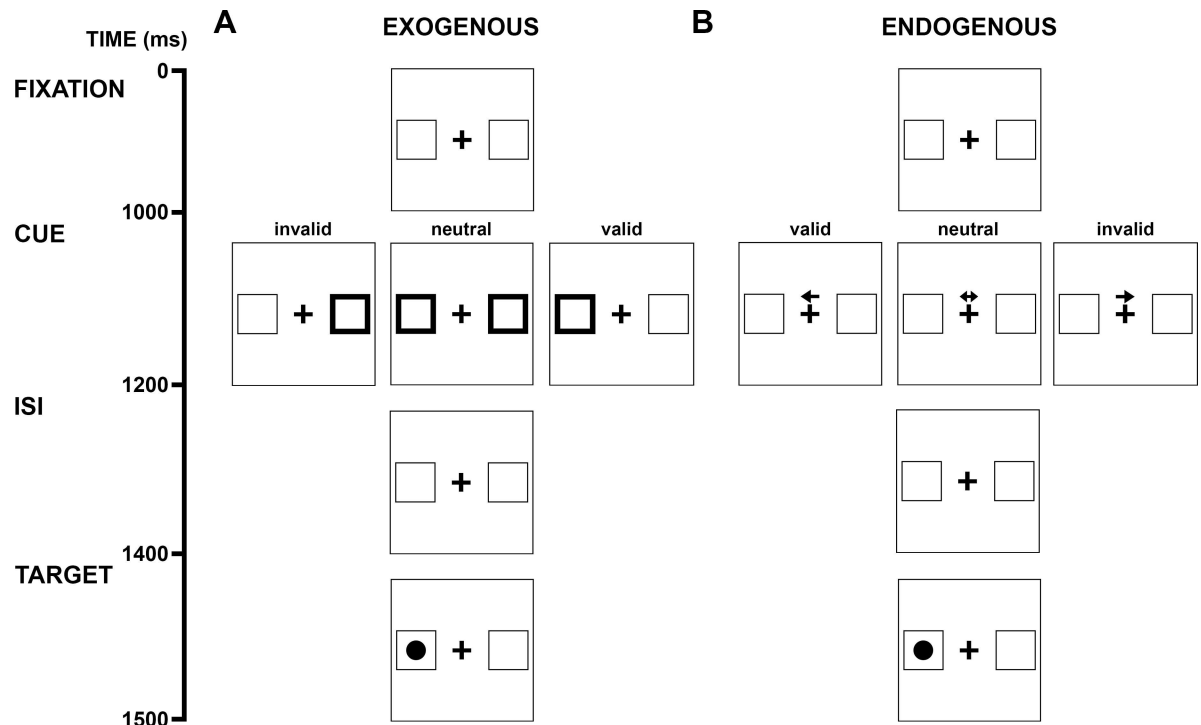 TIME (ms)
A
EXOGENOUS
B
ENDOGENOUS
0
FIXATION
1000
CUE
invalid
neutral
valid
valid
neutral
invalid
1200
ISI
1400
TARGET
1500